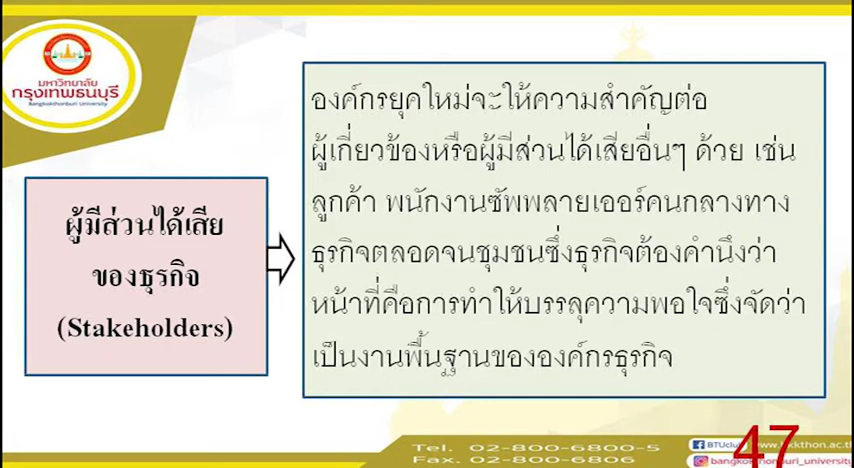 มหาวิทยาลัย
กรุงเทพธนบุรี
Bangkokthonburi University
ผู้มีส่วนได้เสีย
ของธุรกิจ
(Stakeholders)
องค์กรยุคใหม่จะให้ความสำคัญต่อ
ผู้เกี่ยวข้องหรือผู้มีส่วนได้เสียอื่นๆ ด้วย เช่น
ลูกค้า พนักงานซัพพลายเออร์คนกลางทาง
ธุรกิจตลอดจนชุมชนซึ่งธุรกิจต้องคำนึงว่า
หน้าที่คือการทำให้บรรลุความพอใจซึ่งจัดว่า
เป็นงานพื้นฐานขององค์กรธุรกิจ
Tel. 02-800-6800-5
Fax. 02-800-6806
BTUclub
bangkokthonburi_university
47